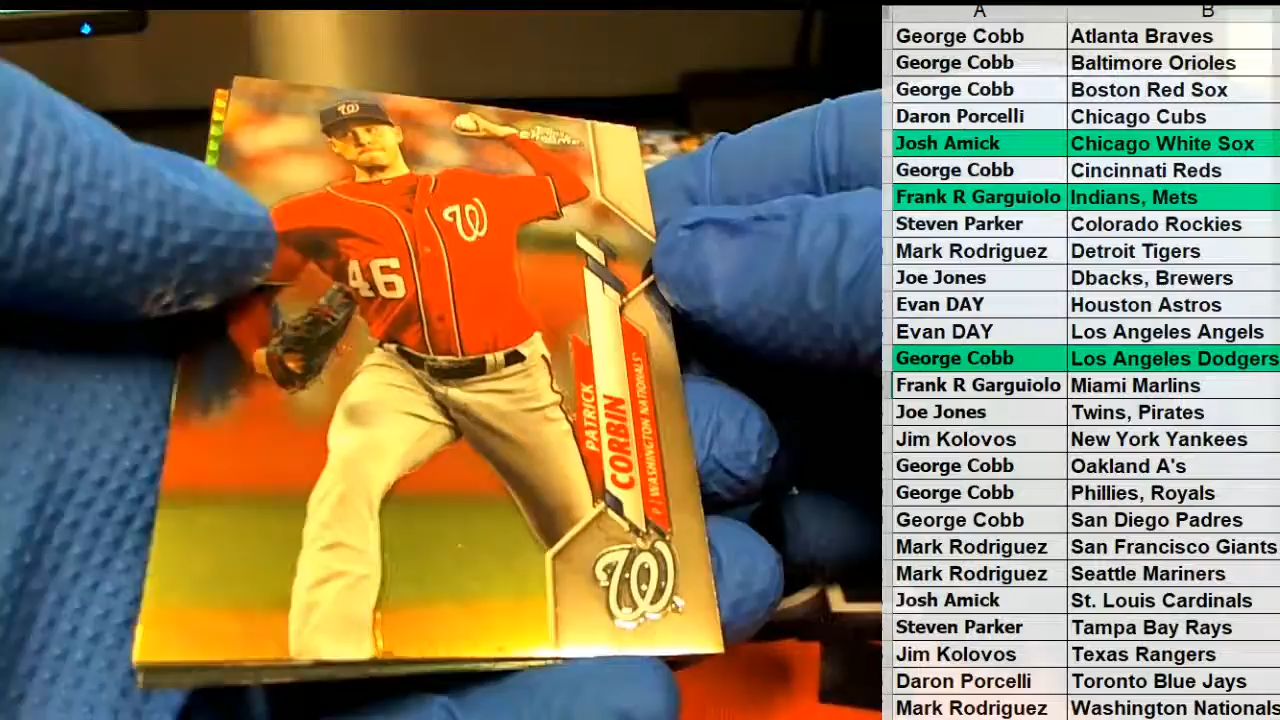 A B
George Cobb Atlanta Braves
George Cobb Baltimore Orioles
George Cobb Boston Red Sox
Daron Porcelli Chicago Cubs
Josh Amick Chicago White Sox
George Cobb Cincinnati Reds
Frank R Garguiolo Indians, Mets
Steven Parker Colorado Rockies
Mark Rodriguez Detroit Tigers
Joe Jones Dbacks, Brewers
Evan DAY Houston Astros
Evan DAY Los Angeles Angels
George Cobb Los Angeles Dodgers
Frank R Garguiolo Miami Marlins
Joe Jones Twins, Pirates
Jim Kolovos New York Yankees
George Cobb Oakland A's
George Cobb Phillies, Royals
George Cobb San Diego Padres
Mark Rodriguez San Francisco Giants
Mark Rodriguez Seattle Mariners
Josh Amick St. Louis Cardinals
Steven Parker Tampa Bay Rays
Jim Kolovos Texas Rangers
Daron Porcelli Toronto Blue Jays
Mark Rodriguez Washington Nationals
W
W
46
PATRICK
CORBIN
P | WASHINGTON NATIONALS
W